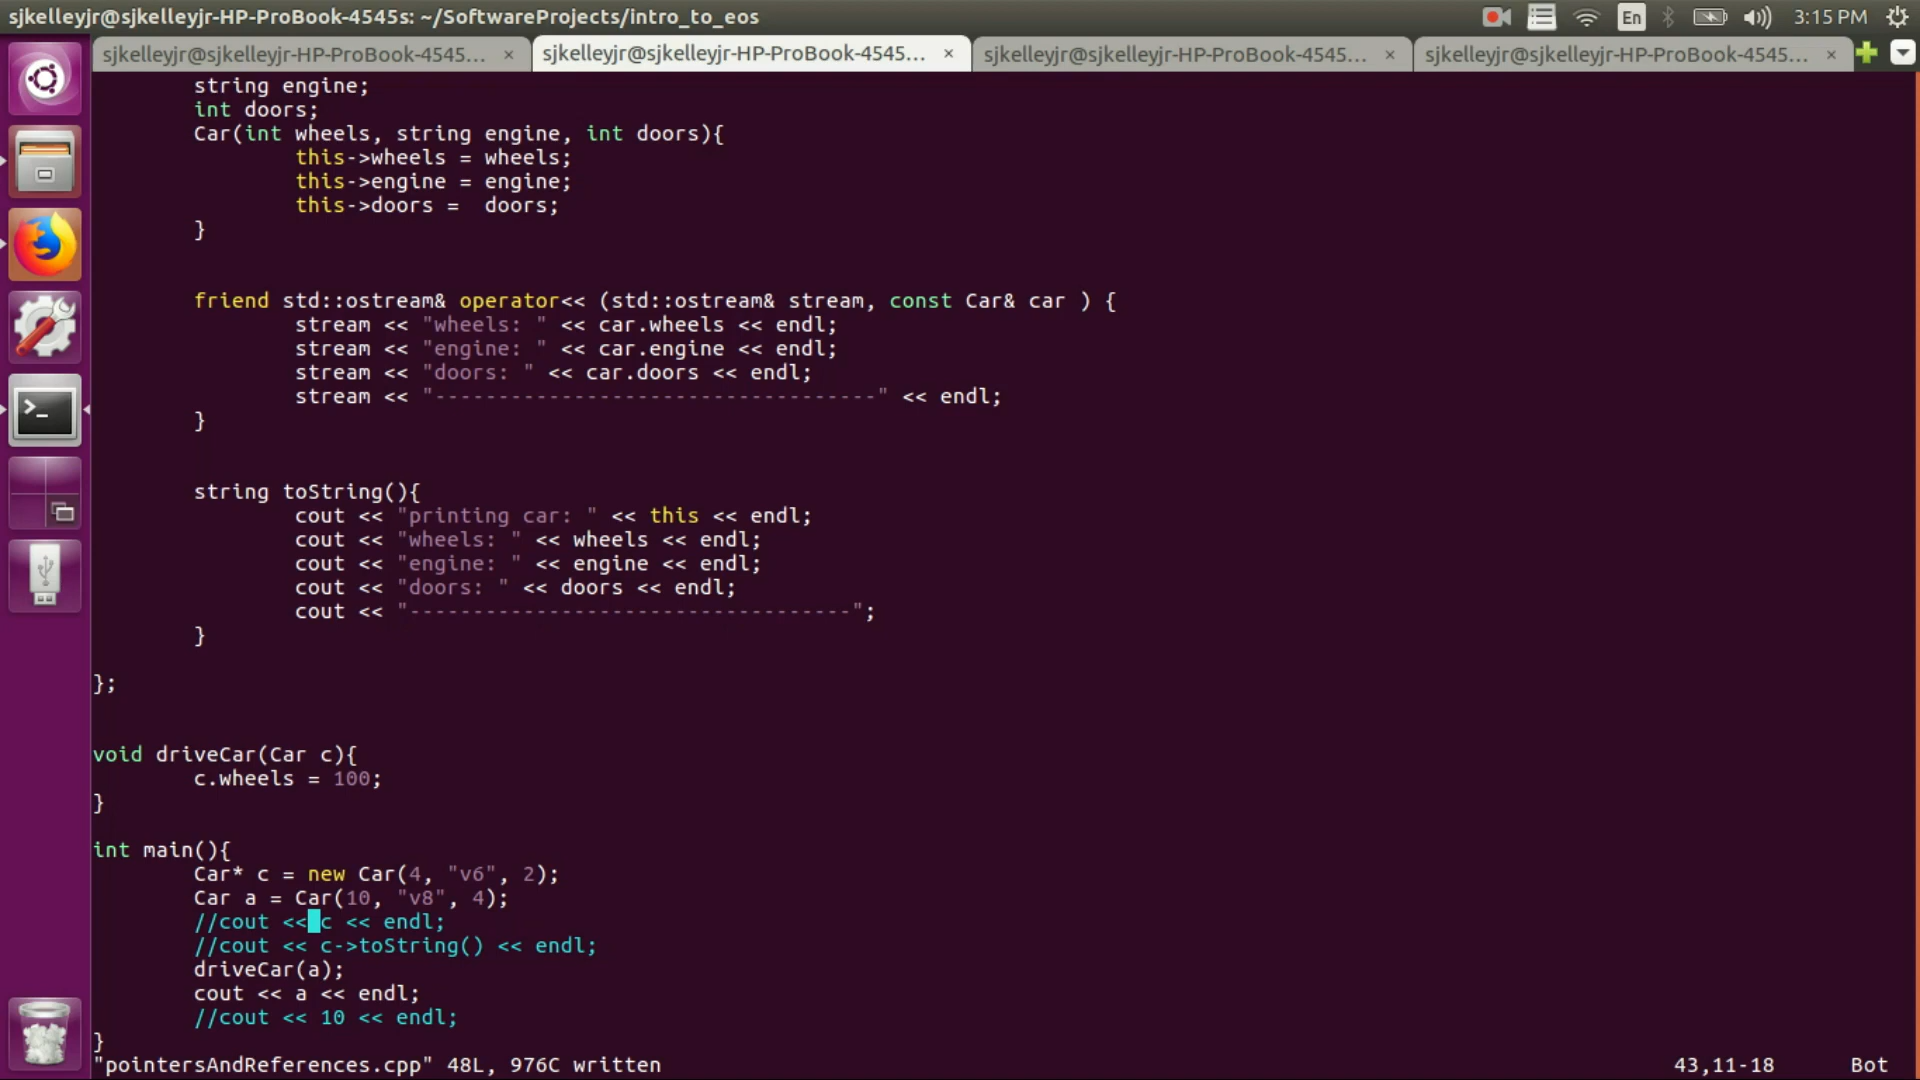 sjkelleyjr@sjkelleyjr-HP-ProBook-4545s: ~/SoftwareProjects/intro_to_eos
En
3:15 PM
sjkelleyjr@sjkelleyjr-HP-ProBook-4545... × sjkelleyjr@sjkelleyjr-HP-ProBook-4545... × sjkelleyjr@sjkelleyjr-HP-ProBook-4545... × sjkelleyjr@sjkelleyjr-HP-ProBook-4545... ×
string engine;
int doors;
Car(int wheels, string engine, int doors){
this->wheels = wheels;
this->engine = engine;
this->doors =  doors;
}
friend std::ostream& operator<< (std::ostream& stream, const Car& car ) {
stream << "wheels: " << car.wheels << endl;
stream << "engine: " << car.engine << endl;
stream << "doors: " << car.doors << endl;
stream << "-----------------------------------" << endl;
}
string toString(){
cout << "printing car: " << this << endl;
cout << "wheels: " << wheels << endl;
cout << "engine: " << engine << endl;
cout << "doors: " << doors << endl;
cout << "-----------------------------------";
}
};
void driveCar(Car c){
c.wheels = 100;
}
int main(){
Car* c = new Car(4, "v6", 2);
Car a = Car(10, "v8", 4);
//cout << c << endl;
//cout << c->toString() << endl;
driveCar(a);
cout << a << endl;
//cout << 10 << endl;
}
"pointersAndReferences.cpp" 48L, 976C written 43,11-18 Bot